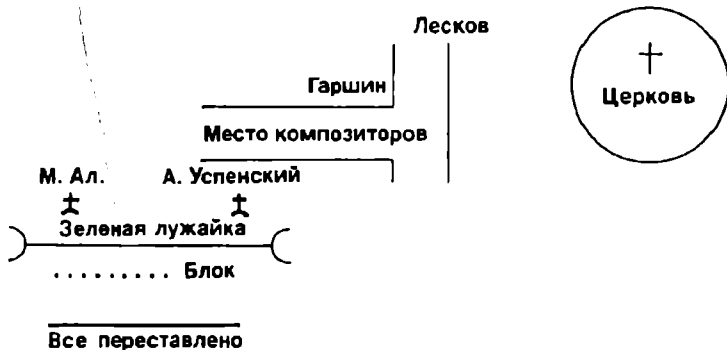 Лесков
Гаршин
Церковь
Место композиторов
М. Ал. А. Успенский
Зеленая лужайка
......... Блок
Все переставлено